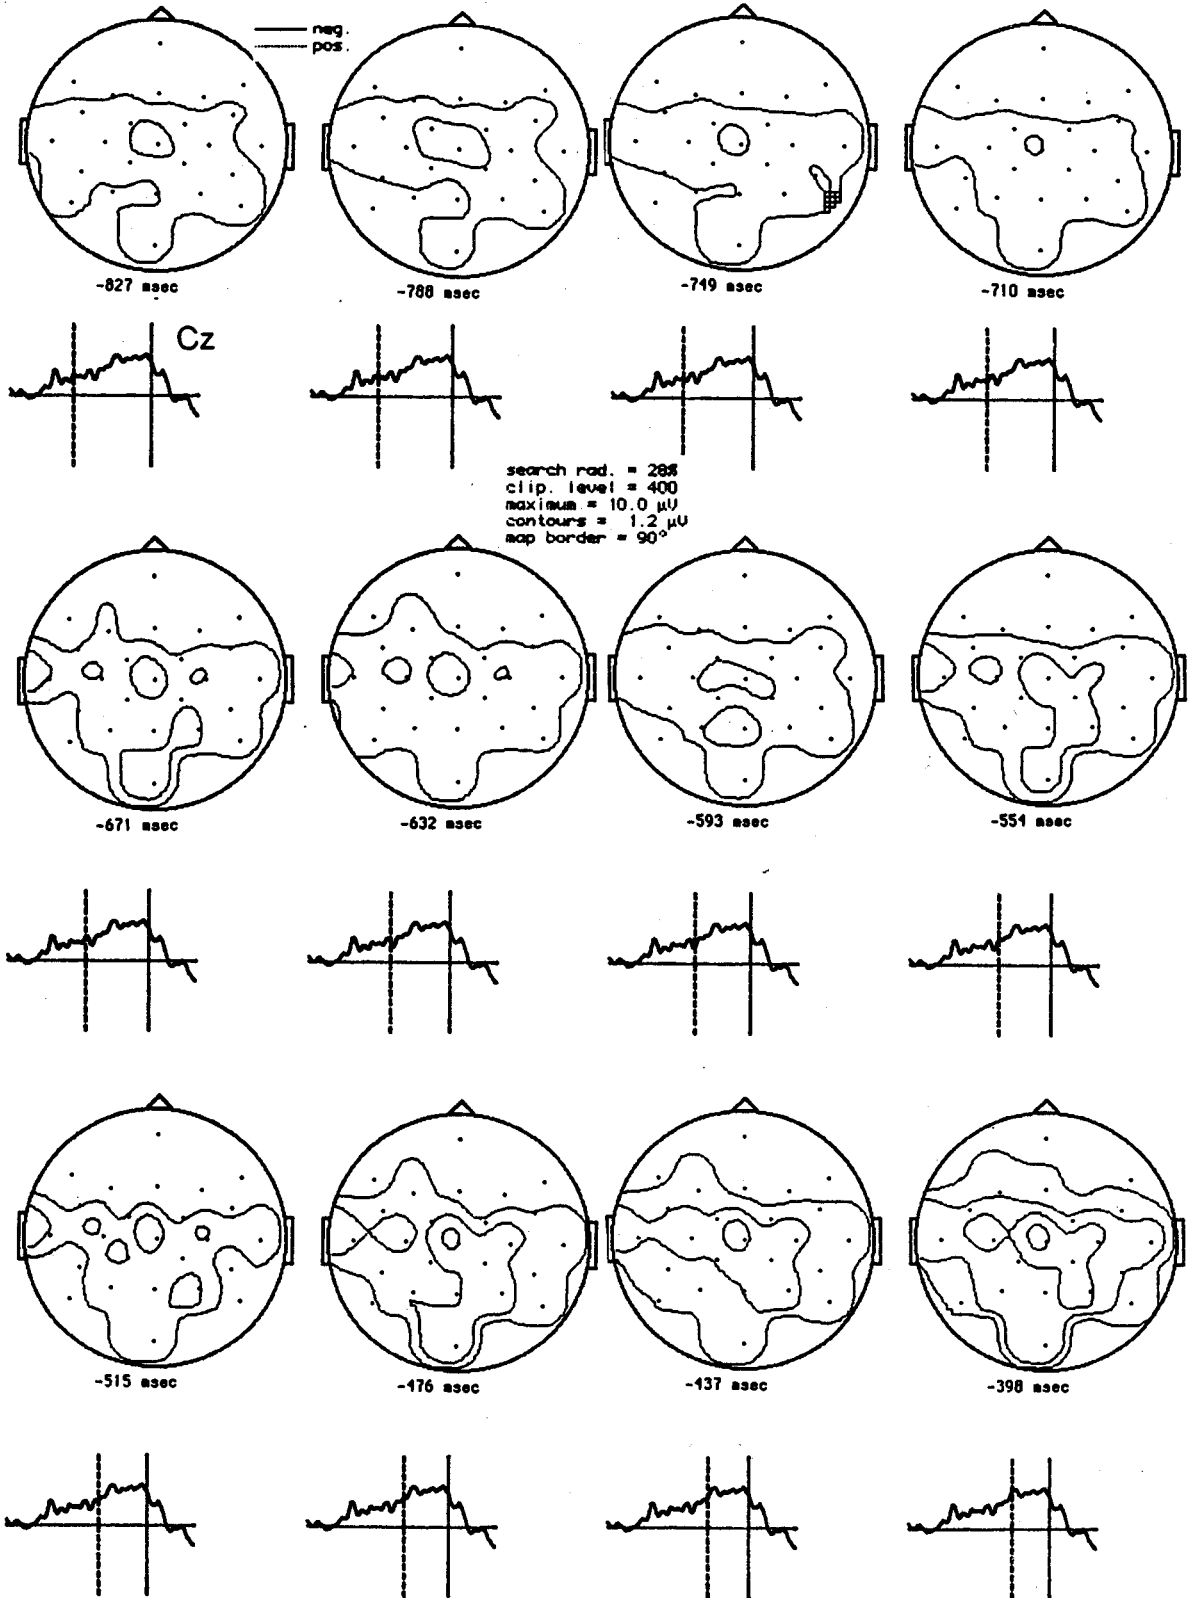 neg.
pos.
-827 msec
-788 msec
-749 msec
-710 msec
Cz
search rad. = 28%
clip. level = 400
maximum = 10.0 µV
contours = 1.2 µV
map border = 90°
-671 msec
-632 msec
-593 msec
-554 msec
-515 msec
-476 msec
-437 msec
-398 msec